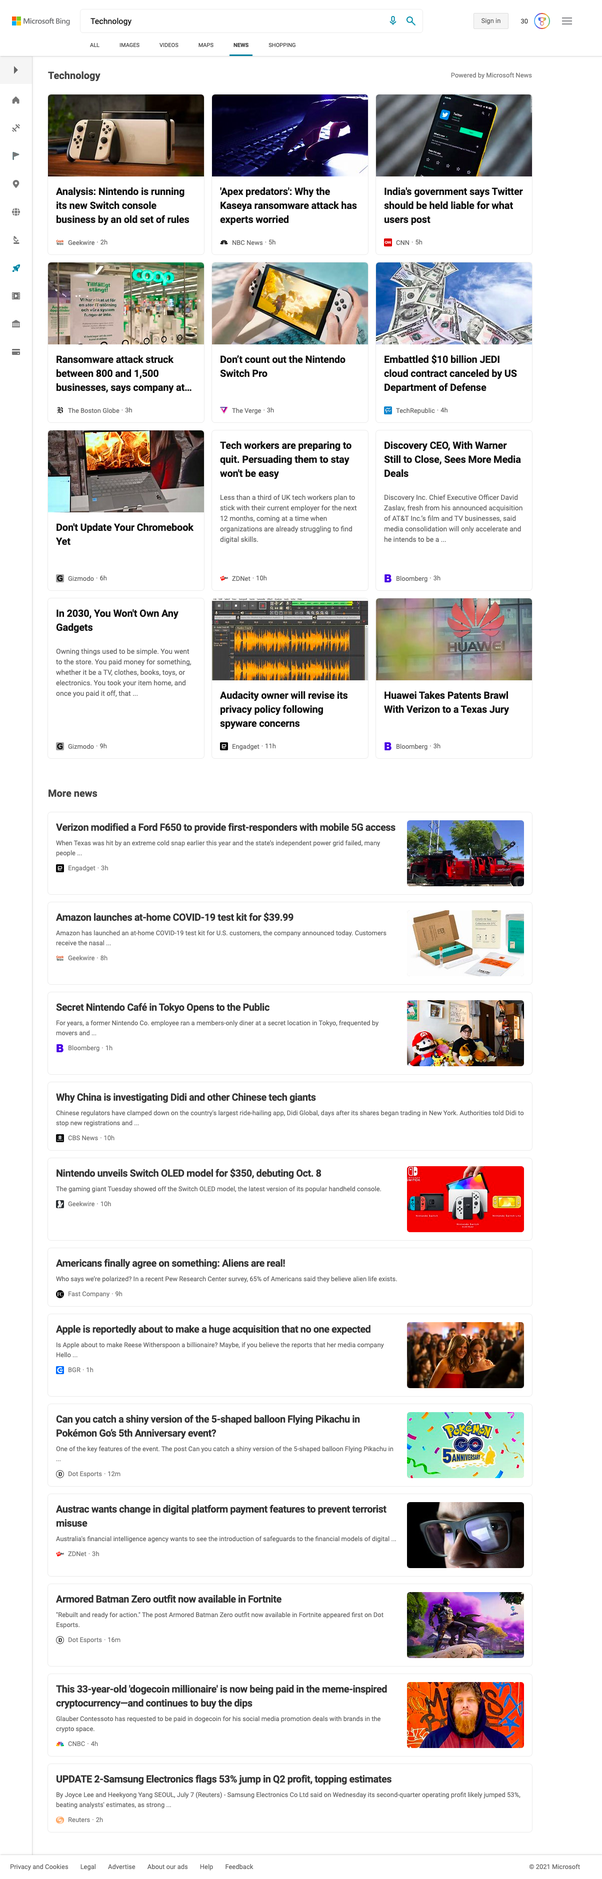 Microsoft Bing
Technology
Sign in
30
ALL
IMAGES
VIDEOS
MAPS
NEWS
SHOPPING
Technology
Powered by Microsoft News
Analysis: Nintendo is running
its new Switch console
business by an old set of rules
Geekwire · 2h
'Apex predators': Why the
Kaseya ransomware attack has
experts worried
NBC News · 5h
India's government says Twitter
should be held liable for what
users post
CNN · 5h
Tillfälligt
stängt!
coop
Ransomware attack struck
between 800 and 1,500
businesses, says company at...
The Boston Globe · 3h
Don't count out the Nintendo
Switch Pro
The Verge · 3h
Embattled $10 billion JEDI
cloud contract canceled by US
Department of Defense
TechRepublic · 4h
Don't Update Your Chromebook
Yet
Gizmodo · 6h
Tech workers are preparing to
quit. Persuading them to stay
won't be easy
Less than a third of UK tech workers plan to
stick with their current employer for the next
12 months, coming at a time when
organizations are already struggling to find
digital skills.
ZDNet · 10h
Discovery CEO, With Warner
Still to Close, Sees More Media
Deals
Discovery Inc. Chief Executive Officer David
Zaslav, fresh from his announced acquisition
of AT&T Inc.'s film and TV businesses, said
media consolidation will only accelerate and
he intends to be a ...
Bloomberg · 3h
In 2030, You Won't Own Any
Gadgets
Owning things used to be simple. You went
to the store. You paid money for something,
whether it be a TV, clothes, books, toys, or
electronics. You took your item home, and
once you paid it off, that ...
Gizmodo · 9h
Audacity owner will revise its
privacy policy following
spyware concerns
Engadget · 11h
HUAWEI
Huawei Takes Patents Brawl
With Verizon to a Texas Jury
Bloomberg · 3h
More news
Verizon modified a Ford F650 to provide first-responders with mobile 5G access
When Texas was hit by an extreme cold snap earlier this year and the state's independent power grid failed, many
people ...
Engadget · 3h
Amazon launches at-home COVID-19 test kit for $39.99
Amazon has launched an at-home COVID-19 test kit for U.S. customers, the company announced today. Customers
receive the nasal ...
Geekwire · 8h
Secret Nintendo Café in Tokyo Opens to the Public
For years, a former Nintendo Co. employee ran a members-only diner at a secret location in Tokyo, frequented by
movers and ...
Bloomberg · 1h
Why China is investigating Didi and other Chinese tech giants
Chinese regulators have clamped down on the country's largest ride-hailing app, Didi Global, days after its shares began trading in New York. Authorities told Didi to
stop new registrations and ...
CBS News · 10h
Nintendo unveils Switch OLED model for $350, debuting Oct. 8
The gaming giant Tuesday showed off the Switch OLED model, the latest version of its popular handheld console.
Geekwire · 10h
SWITCH
Americans finally agree on something: Aliens are real!
Who says we're polarized? In a recent Pew Research Center survey, 65% of Americans said they believe alien life exists.
Fast Company · 9h
Apple is reportedly about to make a huge acquisition that no one expected
Is Apple about to make Reese Witherspoon a billionaire? Maybe, if you believe the reports that her media company
Hello ...
BGR · 1h
Can you catch a shiny version of the 5-shaped balloon Flying Pikachu in
Pokémon Go's 5th Anniversary event?
One of the key features of the event. The post Can you catch a shiny version of the 5-shaped balloon Flying Pikachu in
...
Dot Esports · 12m
POKéMON
GO
5 ANNIVERSARY
Austrac wants change in digital platform payment features to prevent terrorist
misuse
Australia's financial intelligence agency wants to see the introduction of safeguards to the financial models of digital ...
ZDNet · 3h
Armored Batman Zero outfit now available in Fortnite
"Rebuilt and ready for action." The post Armored Batman Zero outfit now available in Fortnite appeared first on Dot
Esports.
Dot Esports · 16m
This 33-year-old 'dogecoin millionaire' is now being paid in the meme-inspired
cryptocurrency—and continues to buy the dips
Glauber Contessoto has requested to be paid in dogecoin for his social media promotion deals with brands in the
crypto space.
CNBC · 4h
UPDATE 2-Samsung Electronics flags 53% jump in Q2 profit, topping estimates
By Joyce Lee and Heekyong Yang SEOUL, July 7 (Reuters) - Samsung Electronics Co Ltd said on Wednesday its second-quarter operating profit likely jumped 53%,
beating analysts' estimates, as strong ...
Reuters · 2h
Privacy and Cookies
Legal
Advertise
About our ads
Help
Feedback
© 2021 Microsoft